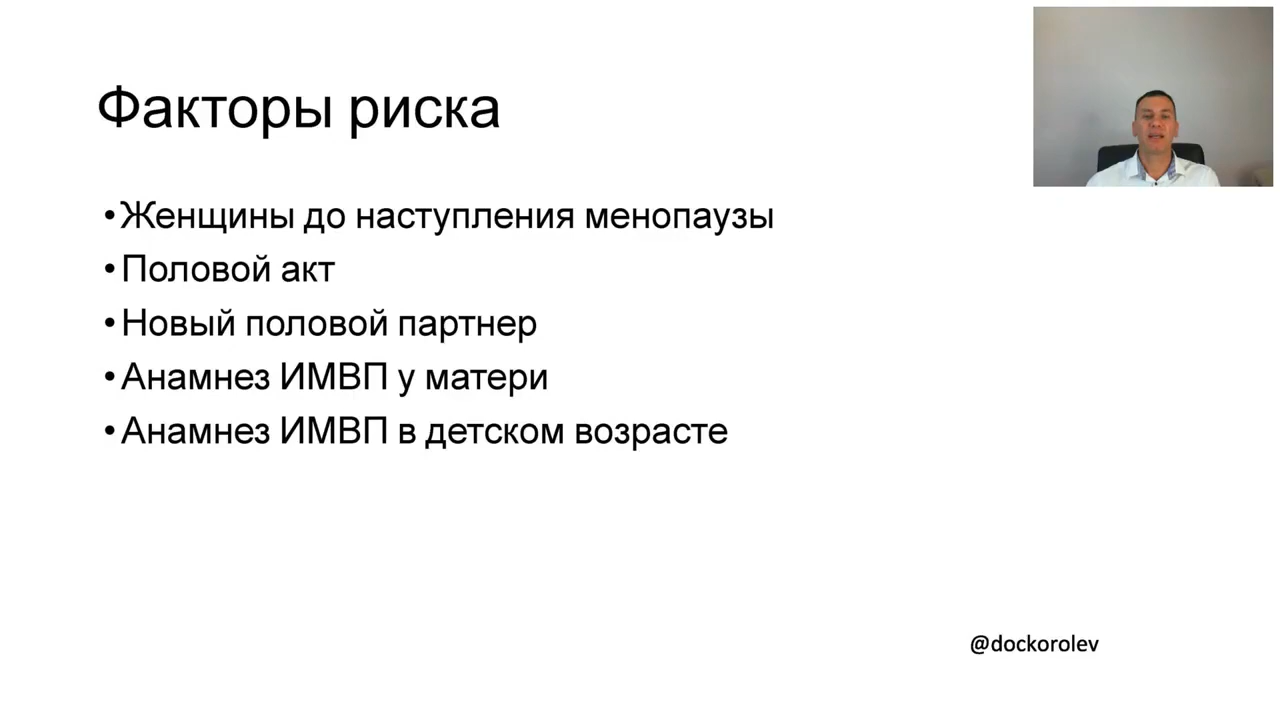 Факторы риска
•Женщины до наступления менопаузы
•Половой акт
•Новый половой партнер
•Анамнез ИМВП у матери
•Анамнез ИМВП в детском возрасте
@dockorolev